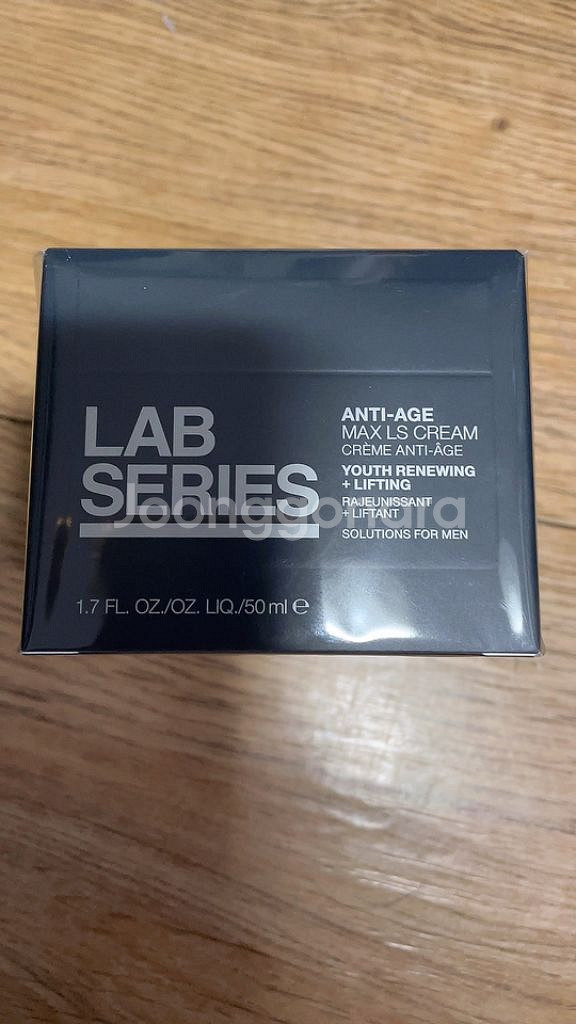 LAB
SERIES
ANTI-AGE
MAX LS CREAM
CRÈME ANTI-ÂGE
YOUTH RENEWING
+ LIFTING
RAJEUNISSANT
+ LIFTANT
SOLUTIONS FOR MEN
1.7 FL. OZ./OZ. LIQ./50 ml ℮
Joonggonara